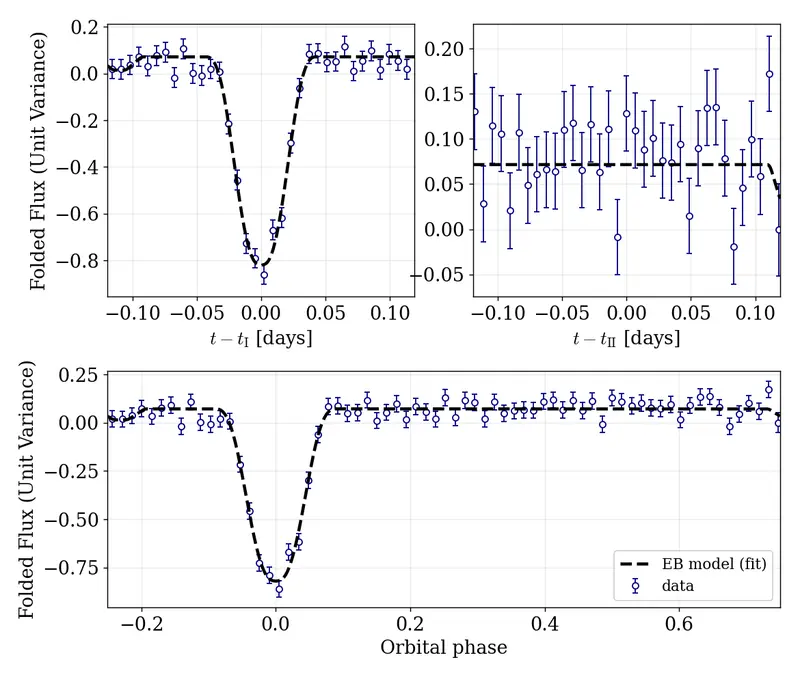 0.2
0.0
−0.2
−0.4
−0.6
−0.8
Folded Flux (Unit Variance)
−0.10 −0.05 0.00 0.05 0.10
t − tI [days]
0.20
0.15
0.10
0.05
0.00
−0.05
−0.10 −0.05 0.00 0.05 0.10
t − tII [days]
0.25
0.00
−0.25
−0.50
−0.75
Folded Flux (Unit Variance)
EB model (fit)
data
−0.2 0.0 0.2 0.4 0.6
Orbital phase